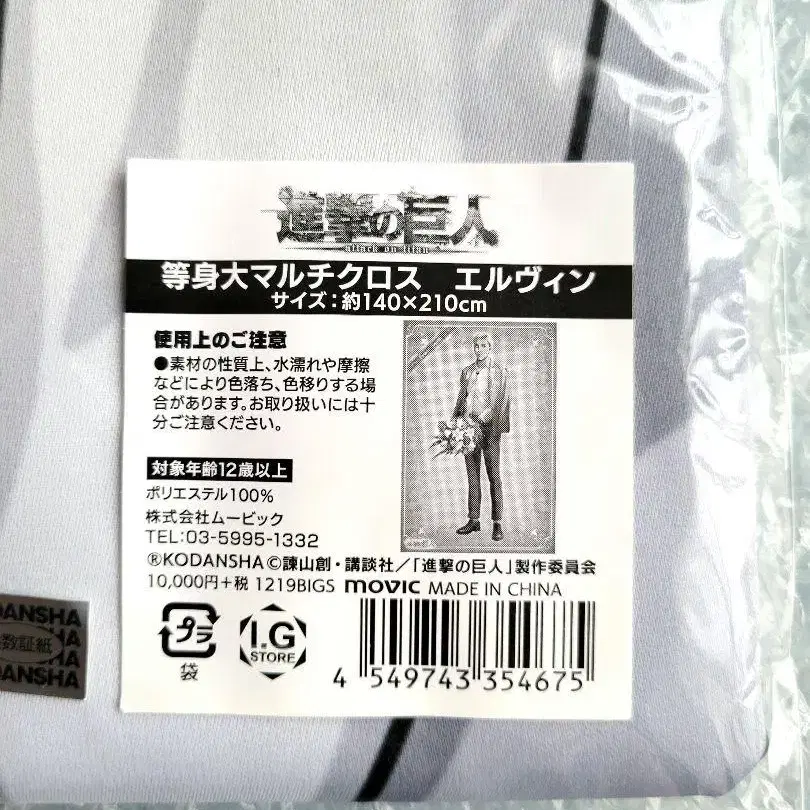 進撃の巨人
attack on titan
等身大マルチクロス　エルヴィン
サイズ：約140×210cm
使用上のご注意
●素材の性質上、水濡れや摩擦
などにより色落ち、色移りする場
合があります。お取り扱いには十
分ご注意ください。
対象年齢12歳以上
ポリエステル100%
株式会社ムービック
TEL:03-5995-1332
®KODANSHA ©諫山創・講談社／「進撃の巨人」製作委員会
10,000円+税 1219BIGS movic MADE IN CHINA
プラ
袋
I.G
STORE
4 549743 354675
DANSHA
数証紙
DANSHA